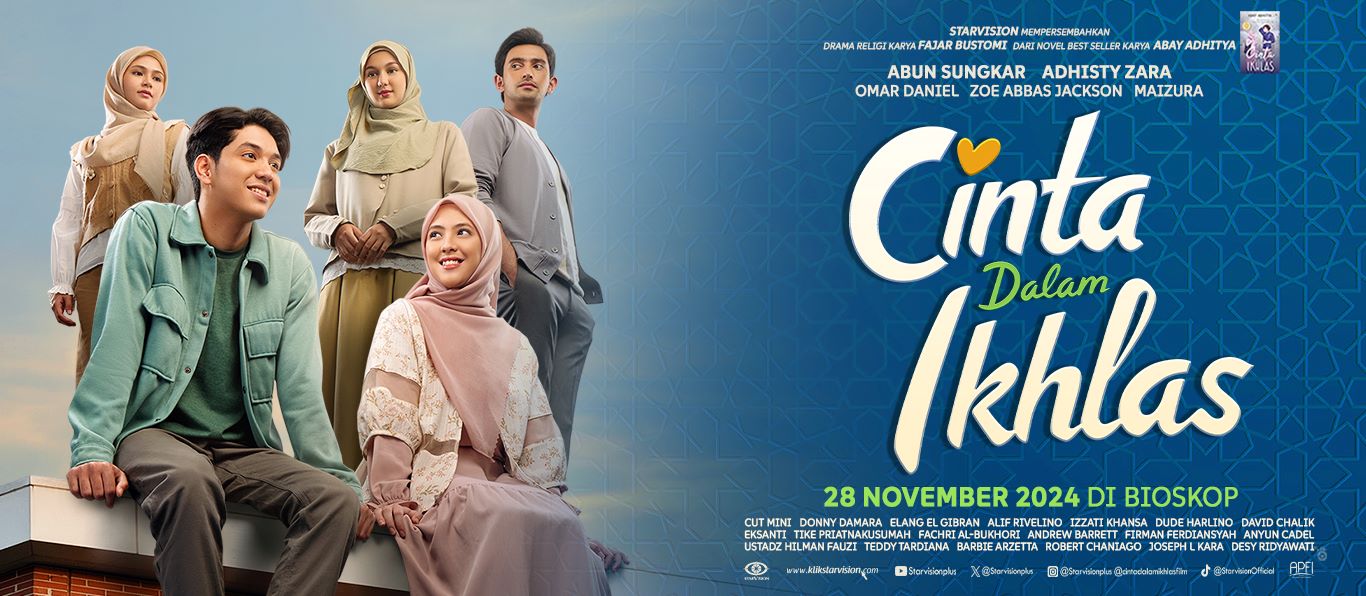 STARVISION MEMPERSEMBAHKAN
DRAMA RELIGI KARYA FAJAR BUSTOMI DARI NOVEL BEST SELLER KARYA ABAY ADHITYA
Cinta
IKHLAS
ABUN SUNGKAR ADHISTY ZARA
OMAR DANIEL ZOE ABBAS JACKSON MAIZURA
Cinta
Dalam
Ikhlas
28 NOVEMBER 2024 DI BIOSKOP
CUT MINI DONNY DAMARA ELANG EL GIBRAN ALIF RIVELINO IZZATI KHANSA DUDE HARLINO DAVID CHALIK
EKSANTI TIKE PRIATNAKUSUMAH FACHRI AL-BUKHORI ANDREW BARRETT FIRMAN FERDIANSYAH ANYUN CADEL
USTADZ HILMAN FAUZI TEDDY TARDIANA BARBIE ARZETTA ROBERT CHANIAGO JOSEPH L KARA DESY RIDYAWATI
STARVISION www.klikstarvision.com Starvisionplus @Starvisionplus @Starvisionplus @cintadalamikhlasfilm @StarvisionOfficial APFI